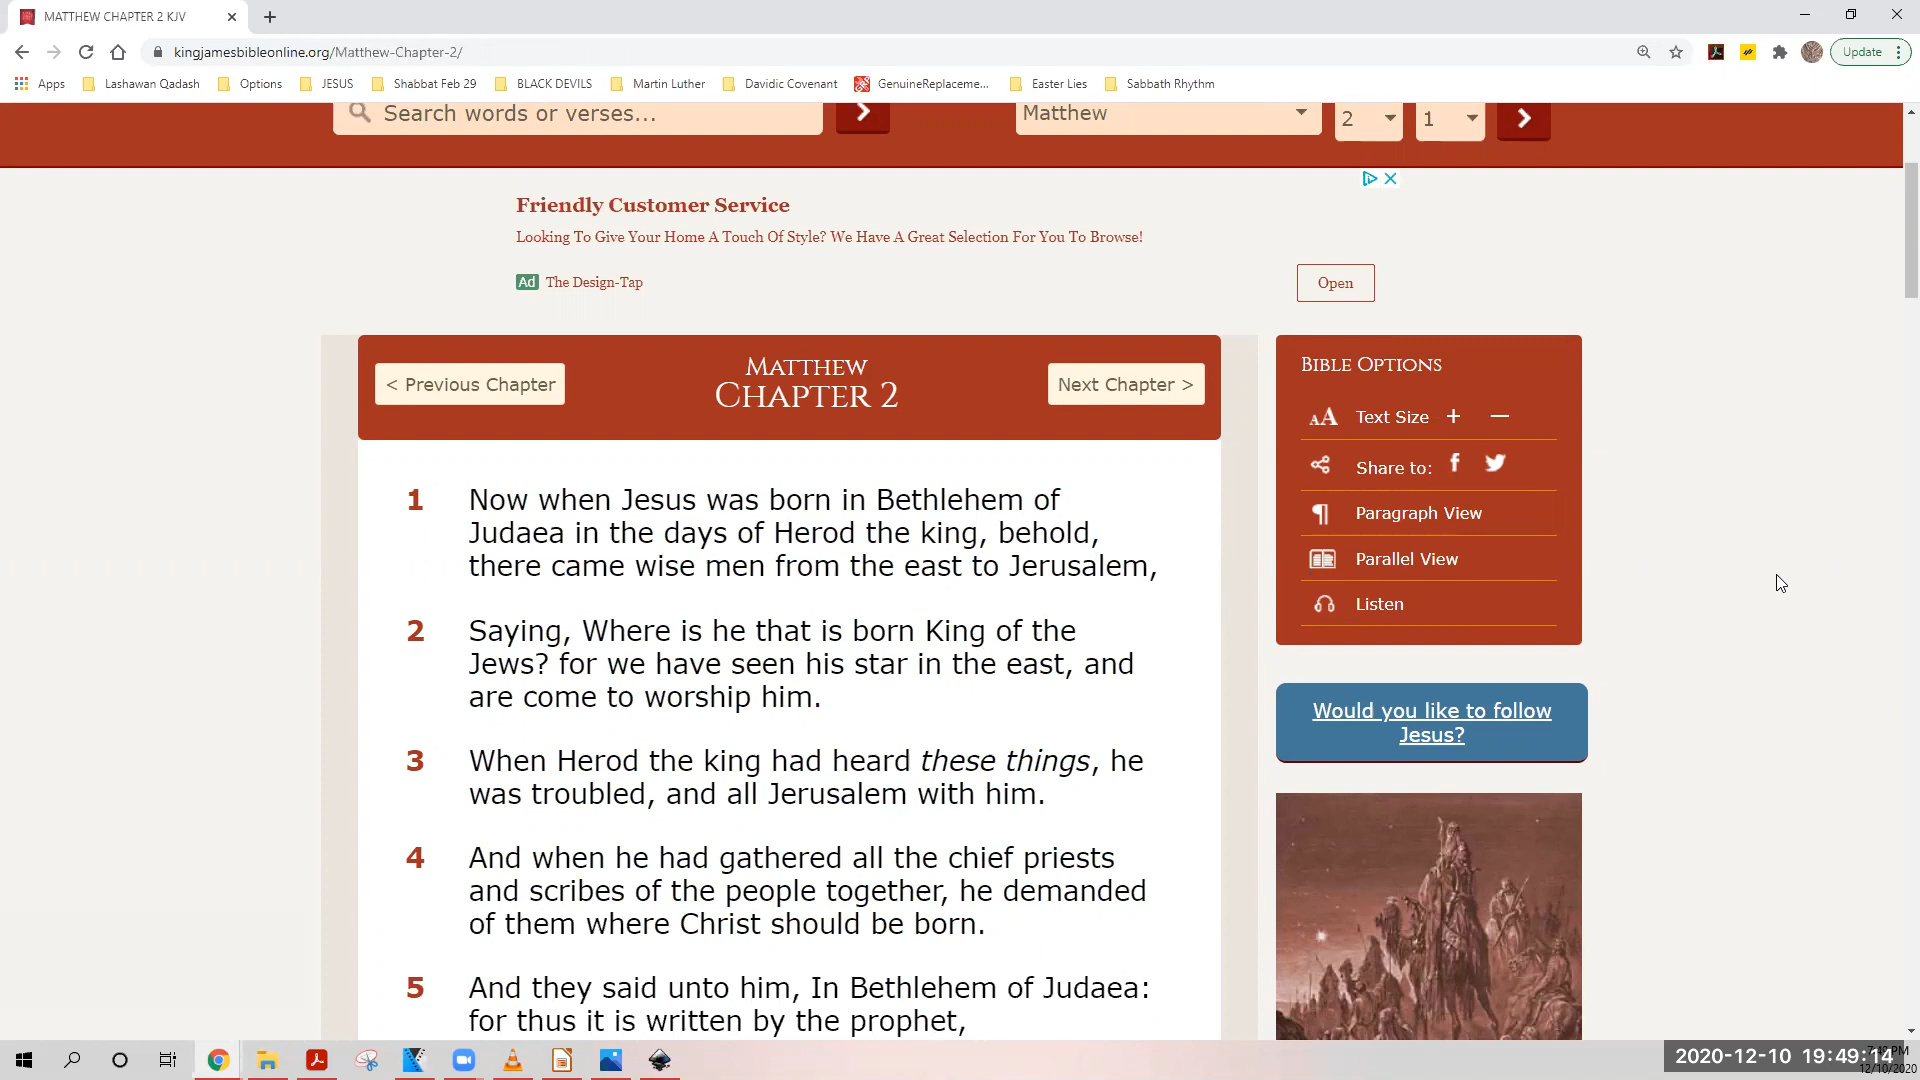 MATTHEW CHAPTER 2 KJV
kingjamesbibleonline.org/Matthew-Chapter-2/
Update
Apps
Lashawan Qadash
Options
JESUS
Shabbat Feb 29
BLACK DEVILS
Martin Luther
Davidic Covenant
GenuineReplaceme...
Easter Lies
Sabbath Rhythm
Search words or verses...
Matthew
2
1
Friendly Customer Service
Looking To Give Your Home A Touch Of Style? We Have A Great Selection For You To Browse!
Ad The Design-Tap
Open
< Previous Chapter
MATTHEW
CHAPTER 2
Next Chapter >
1 Now when Jesus was born in Bethlehem of
Judaea in the days of Herod the king, behold,
there came wise men from the east to Jerusalem,
2 Saying, Where is he that is born King of the
Jews? for we have seen his star in the east, and
are come to worship him.
3 When Herod the king had heard these things, he
was troubled, and all Jerusalem with him.
4 And when he had gathered all the chief priests
and scribes of the people together, he demanded
of them where Christ should be born.
5 And they said unto him, In Bethlehem of Judaea:
for thus it is written by the prophet,
BIBLE OPTIONS
AA Text Size + —
Share to:
Paragraph View
Parallel View
Listen
Would you like to follow
Jesus?
2020-12-10 19:49:14
12/10/2020